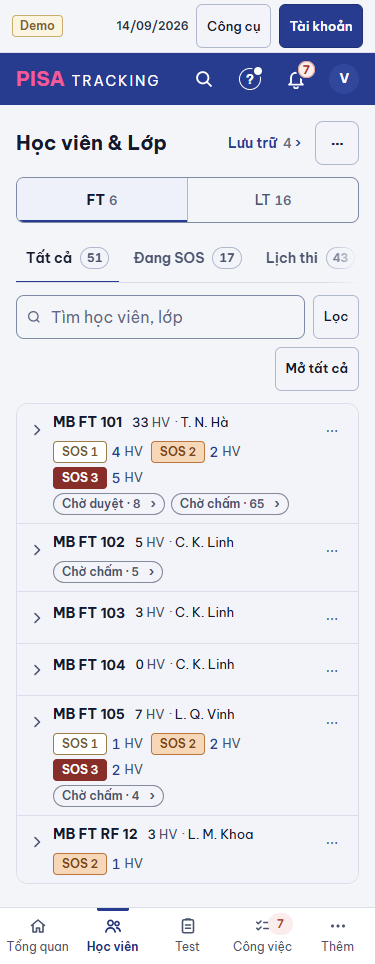 Demo 14/09/2026 Công cụ Tài khoản
PISA TRACKING ? 7 V
Học viên & Lớp Lưu trữ 4 › ...
FT 6 LT 16
Tất cả 51 Đang SOS 17 Lịch thi 43
Tìm học viên, lớp Lọc
Mở tất cả
MB FT 101 33 HV · T. N. Hà ...
SOS 1 4 HV SOS 2 2 HV
SOS 3 5 HV
Chờ duyệt · 8 › Chờ chấm · 65 ›
MB FT 102 5 HV · C. K. Linh ...
Chờ chấm · 5 ›
MB FT 103 3 HV · C. K. Linh ...
MB FT 104 0 HV · C. K. Linh ...
MB FT 105 7 HV · L. Q. Vinh ...
SOS 1 1 HV SOS 2 2 HV
SOS 3 2 HV
Chờ chấm · 4 ›
MB FT RF 12 3 HV · L. M. Khoa ...
SOS 2 1 HV
7
Tổng quan Học viên Test Công việc Thêm